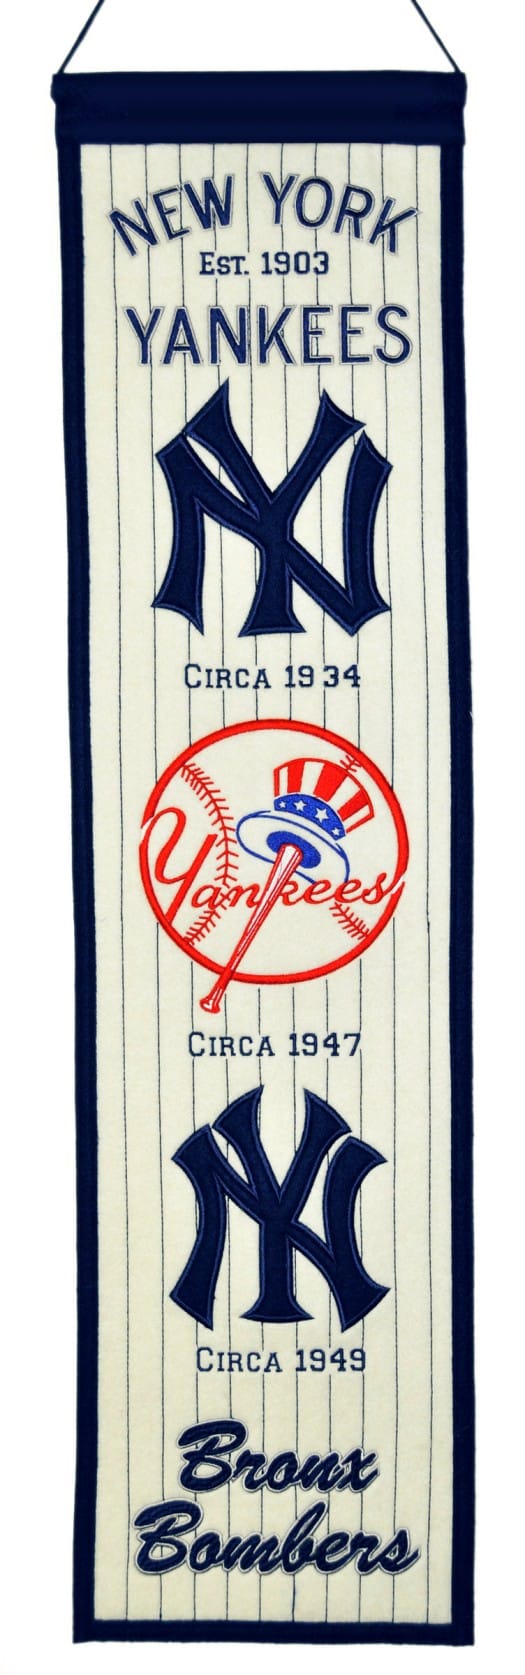 NEW YORK
EST. 1903
YANKEES
NY
CIRCA 1934
Yankees
CIRCA 1947
NY
CIRCA 1949
Bronx
Bombers